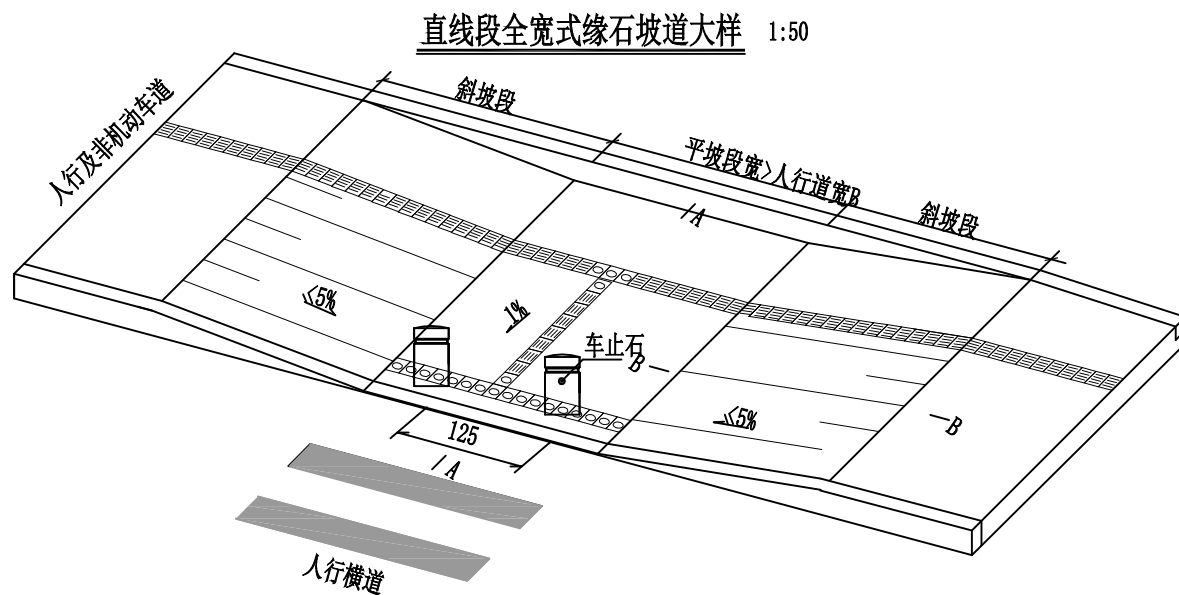 直线段全宽式缘石坡道大样 1:50
斜坡段
人行及非机动车道
平坡段宽>人行道宽B
斜坡段
A
≤5%
1%
车止石
B
≤5%
B
125
A
人行横道